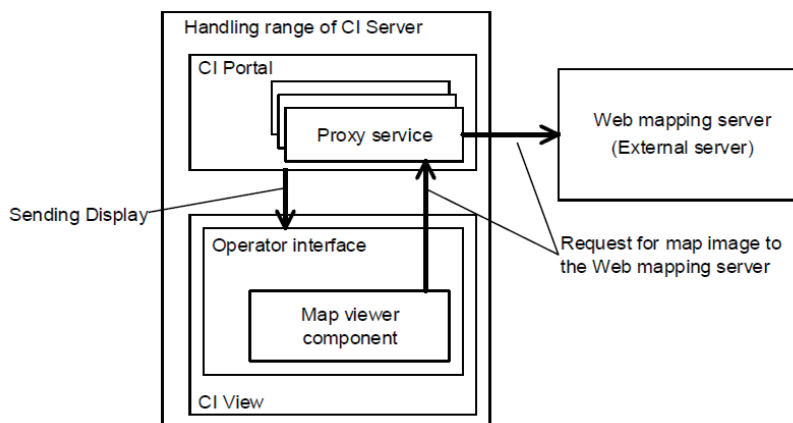 Handling range of CI Server
CI Portal
Proxy service
Web mapping server
(External server)
Sending Display
Operator interface
Request for map image to
the Web mapping server
Map viewer
component
CI View